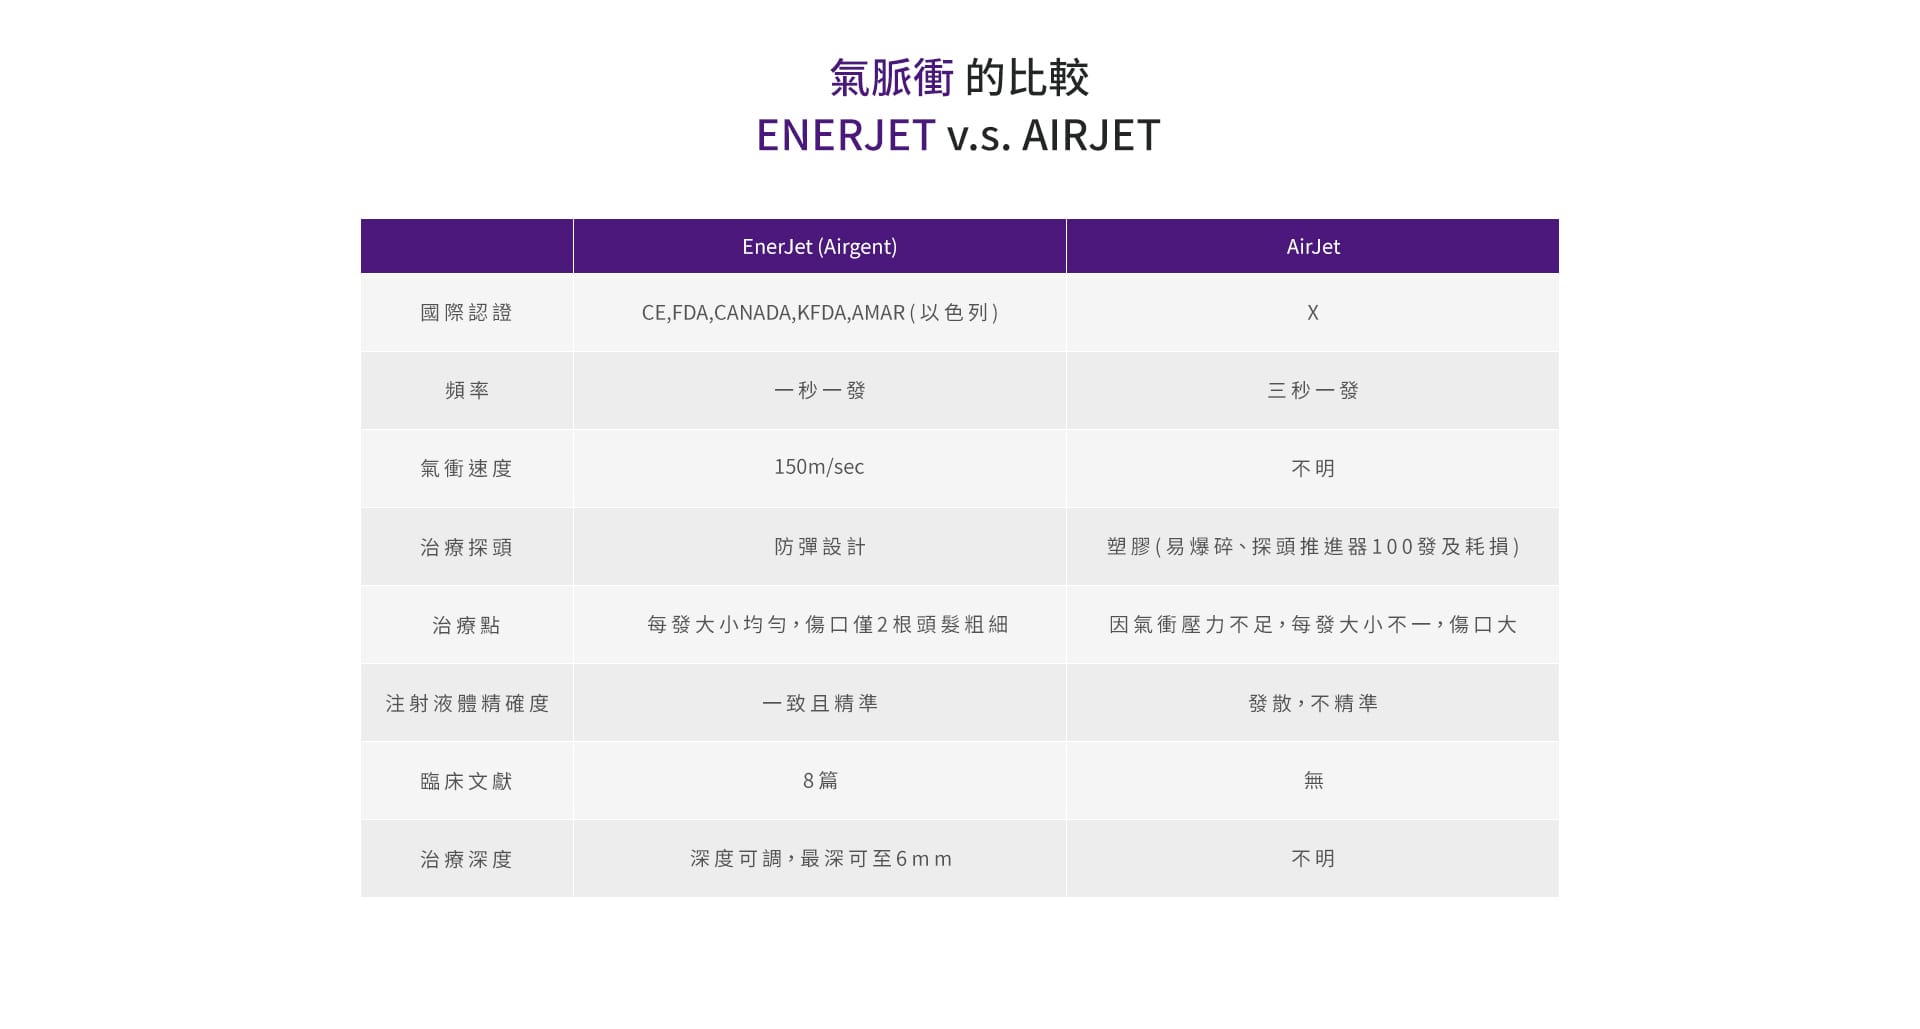 氣脈衝 的比較
ENERJET v.s. AIRJET
EnerJet (Airgent) AirJet
國際認證 CE,FDA,CANADA,KFDA,AMAR(以色列) X
頻率 一秒一發 三秒一發
氣衝速度 150m/sec 不明
治療探頭 防彈設計 塑膠(易爆碎、探頭推進器100發及耗損)
治療點 每發大小均勻,傷口僅2根頭髮粗細 因氣衝壓力不足,每發大小不一,傷口大
注射液體精確度 一致且精準 發散,不精準
臨床文獻 8篇 無
治療深度 深度可調,最深可至6mm 不明